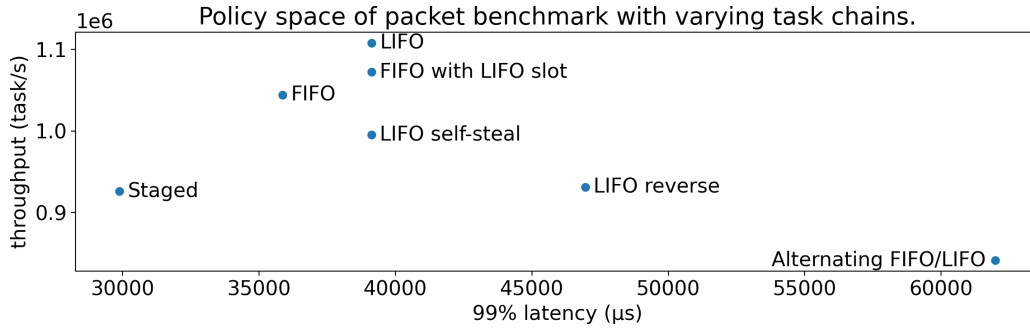 Policy space of packet benchmark with varying task chains.
1e6
1.1
1.0
0.9
throughput (task/s)
LIFO
FIFO with LIFO slot
FIFO
LIFO self-steal
Staged
LIFO reverse
Alternating FIFO/LIFO
30000 35000 40000 45000 50000 55000 60000
99% latency (µs)